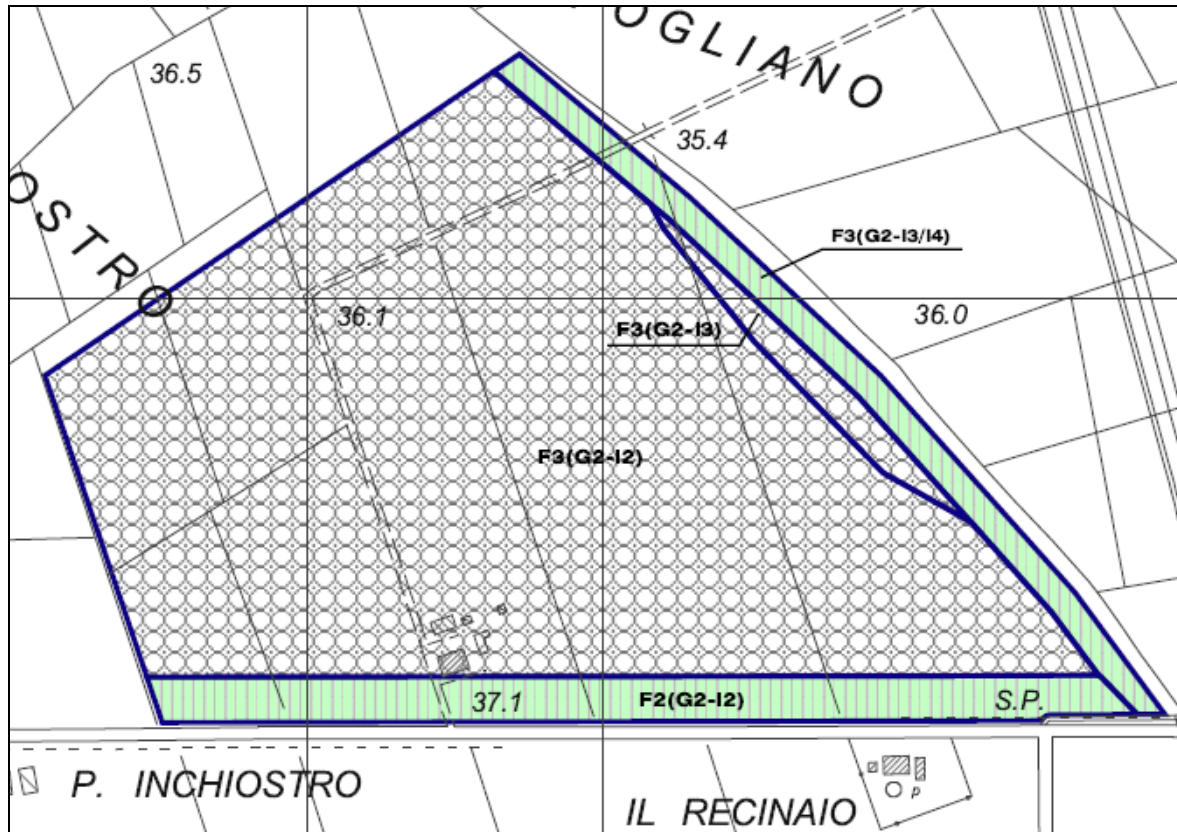 OGLIANO
36.5
35.4
OSTR
F3(G2-I3/I4)
36.1
F3(G2-I3)
36.0
F3(G2-I2)
37.1
F2(G2-I2)
S.P.
P. INCHIOSTRO
IL RECINAIO
p